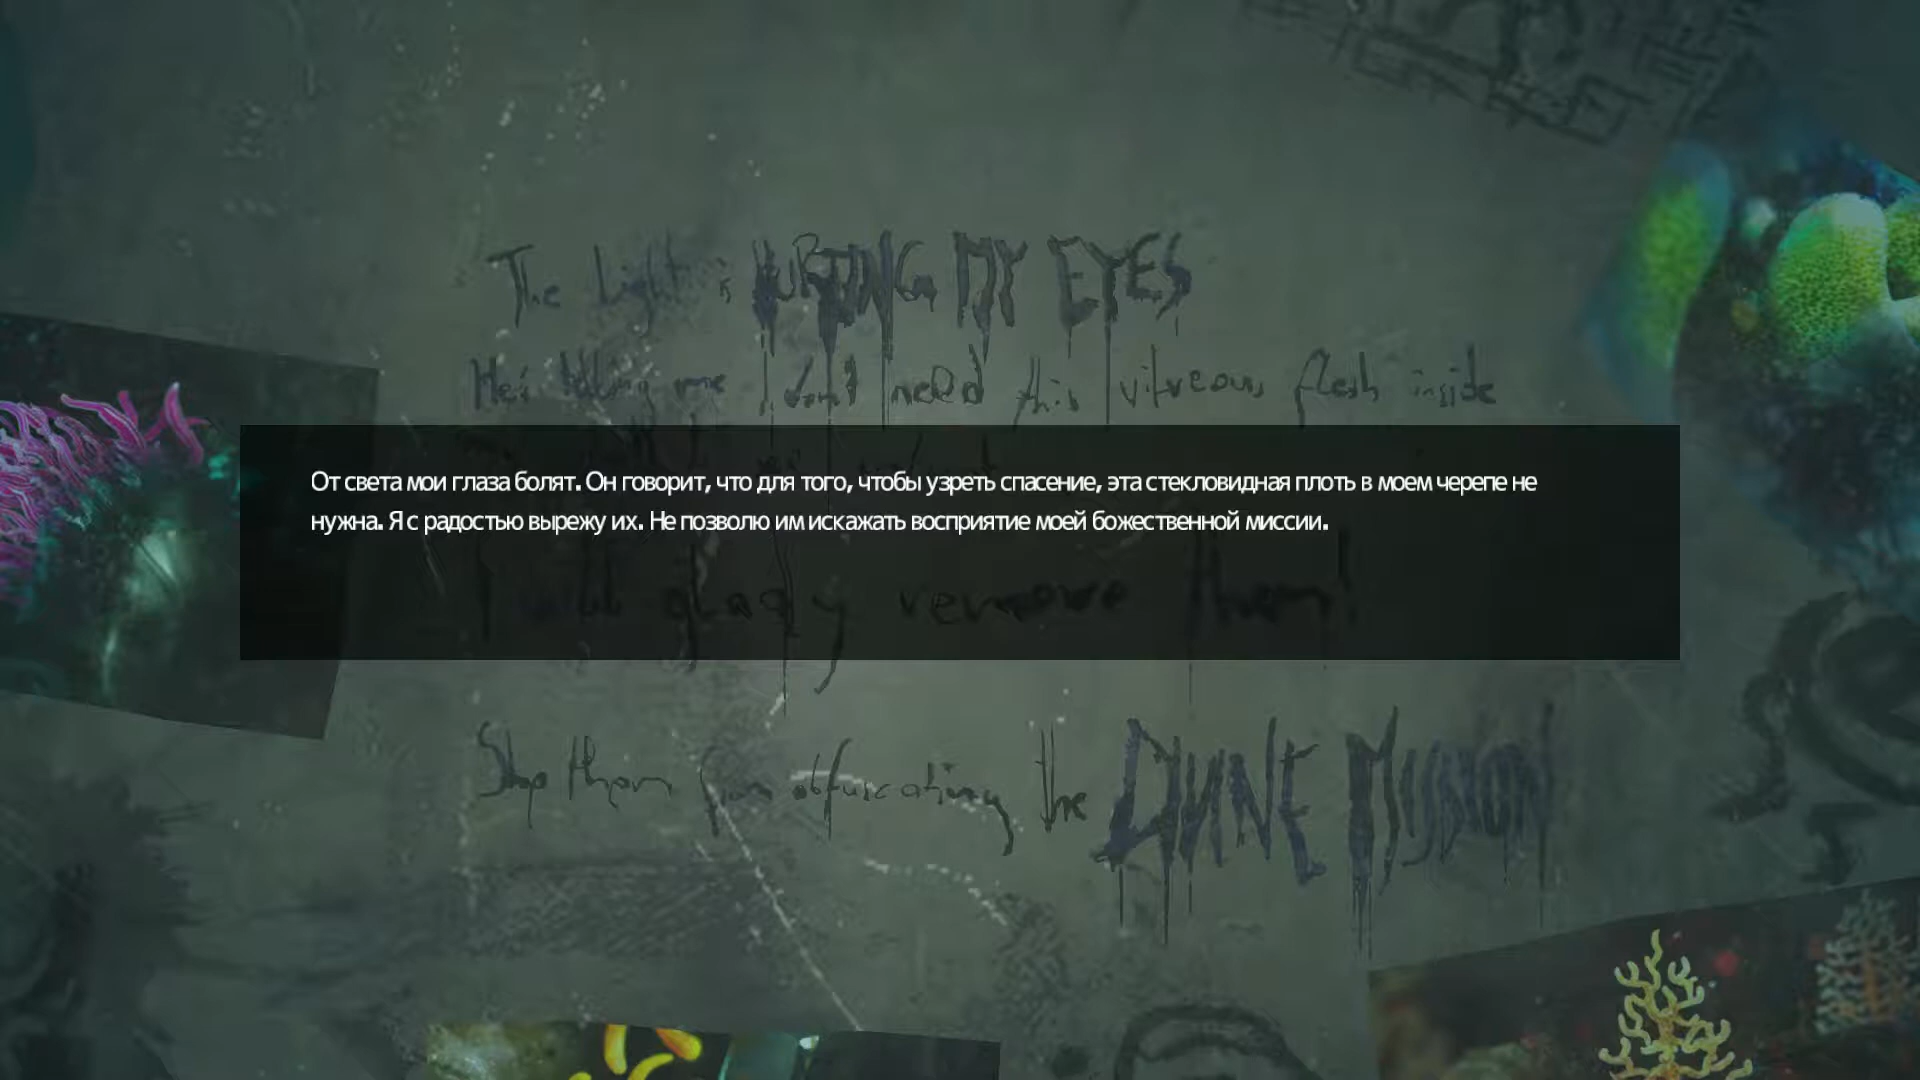 The Light is HURTING MY EYES
He's telling me I don't need this vitreous flesh inside
От света мои глаза болят. Он говорит, что для того, чтобы узреть спасение, эта стекловидная плоть в моем черепе не
нужна. Я с радостью вырежу их. Не позволю им искажать восприятие моей божественной миссии.
gladly remove them!
Stop them from obfuscating the DIVINE MISSION